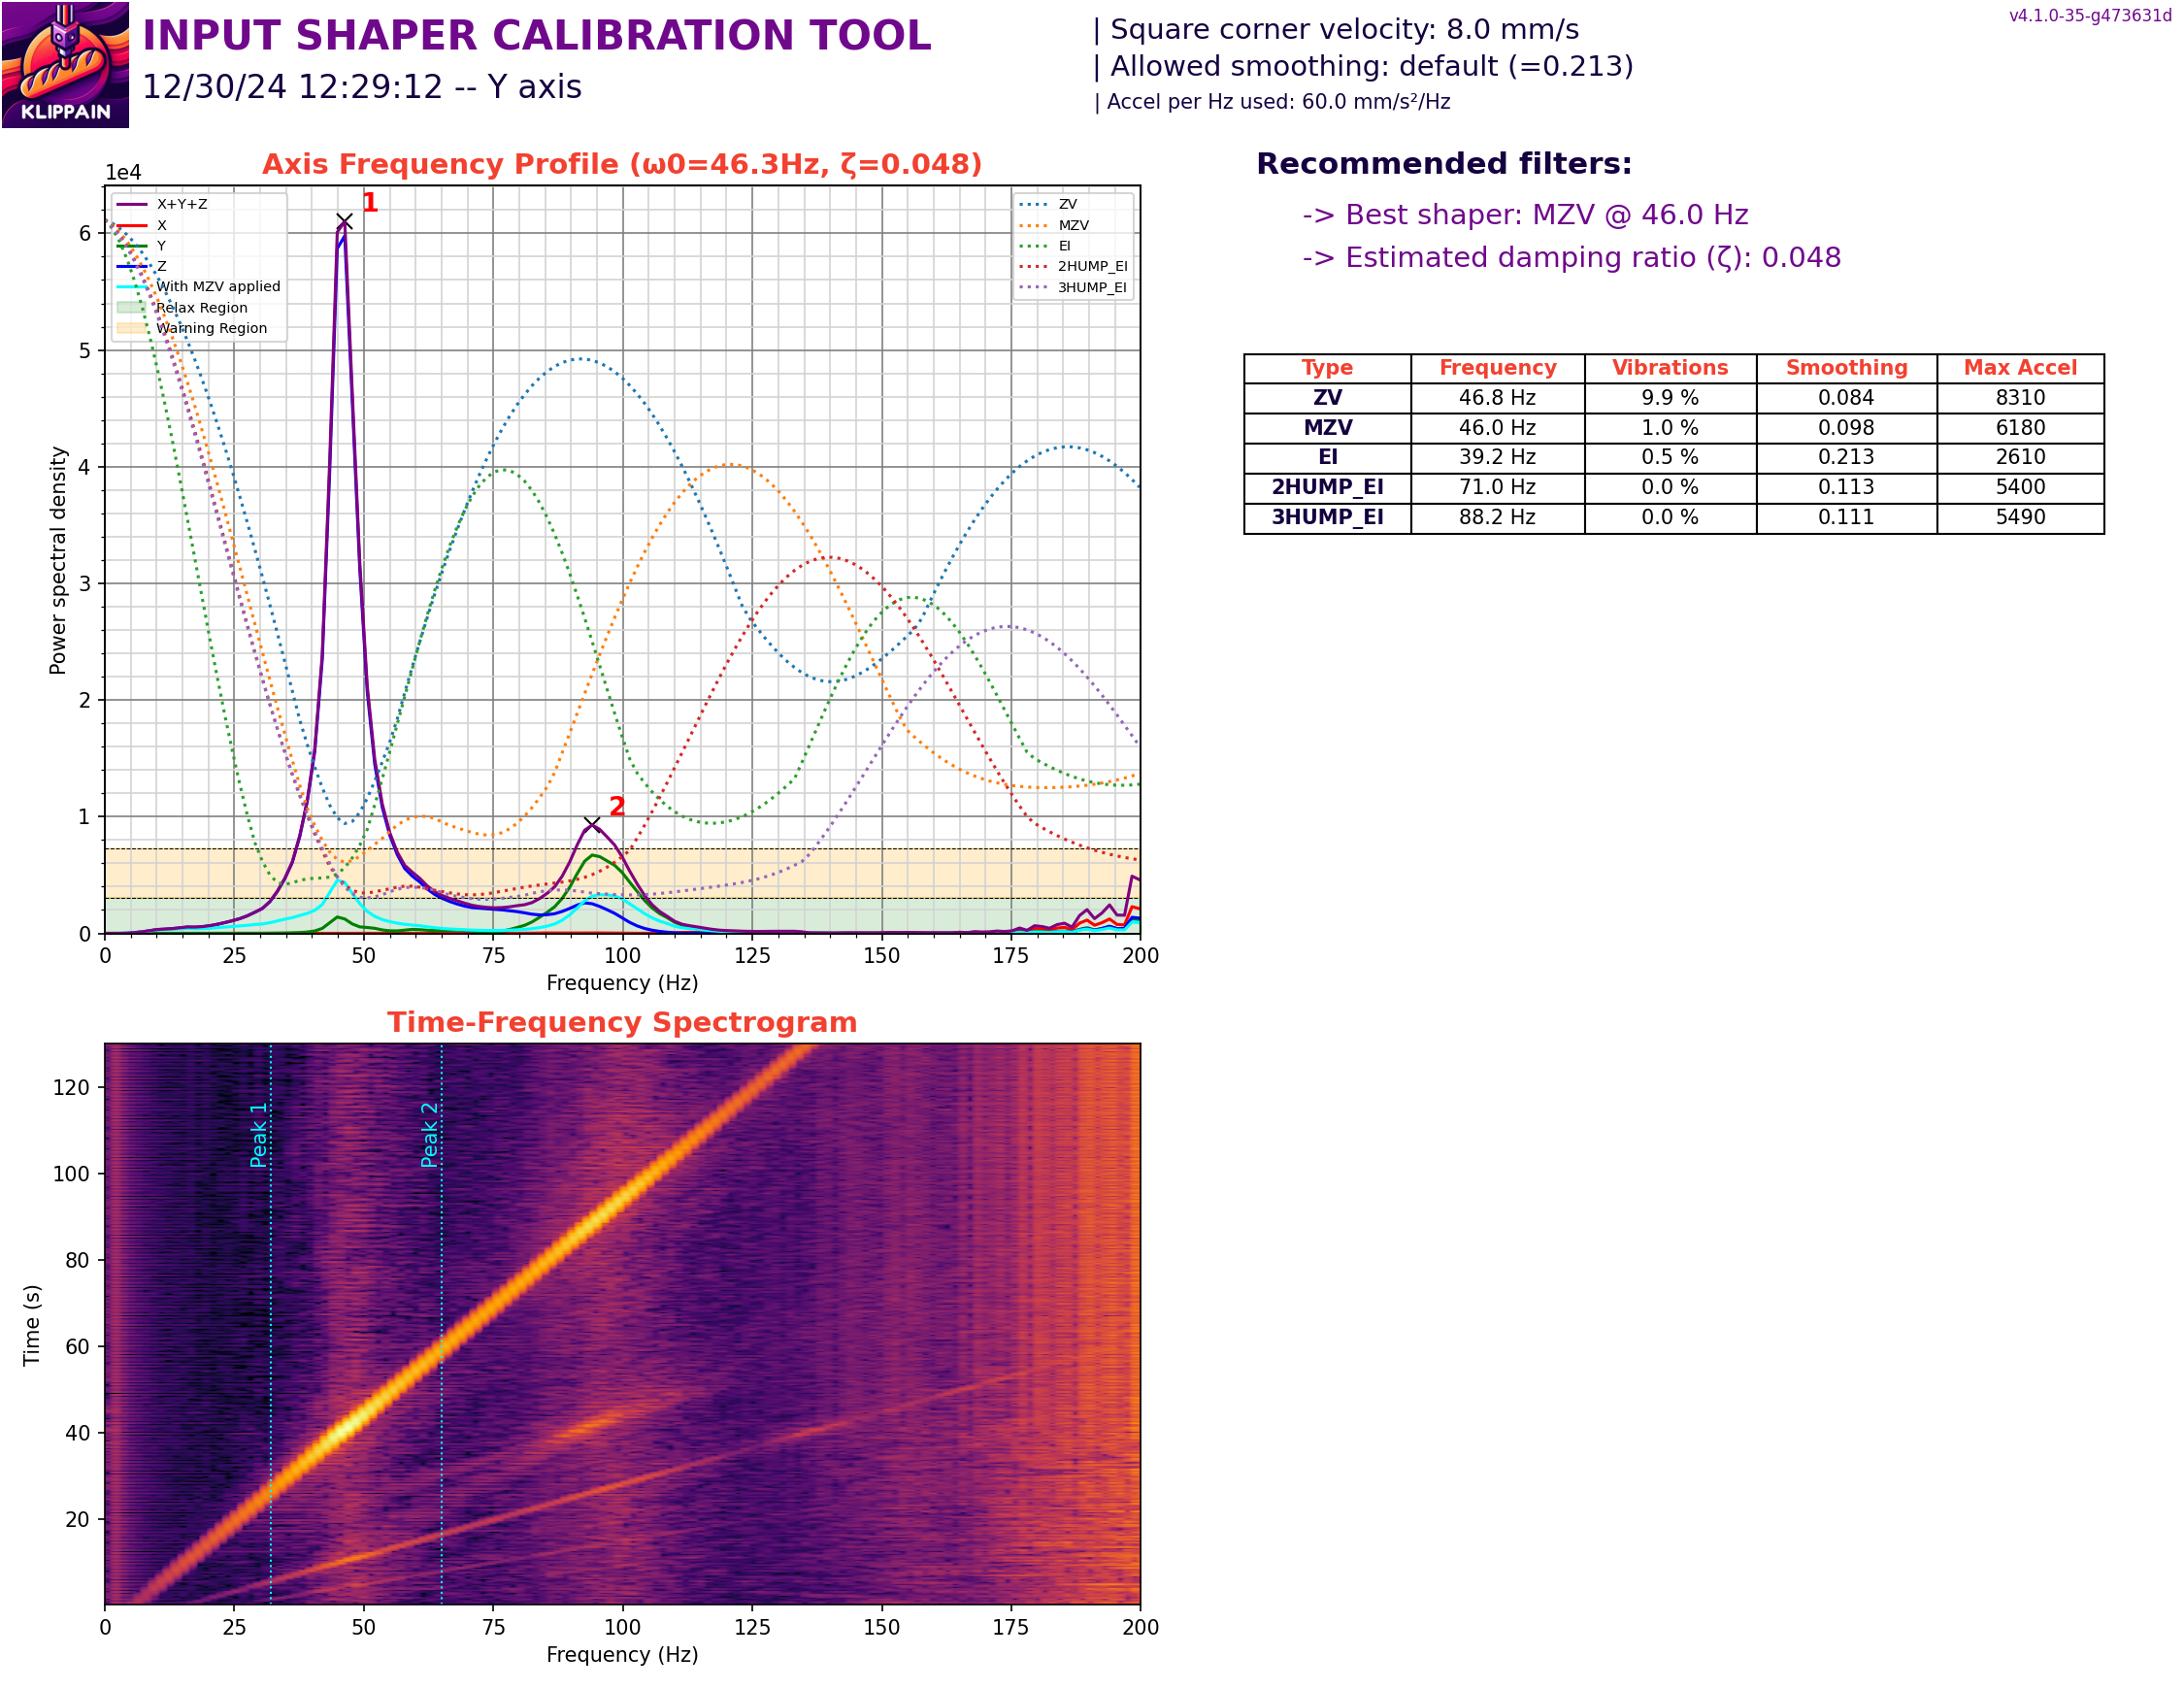 INPUT SHAPER CALIBRATION TOOL
12/30/24 12:29:12 -- Y axis
KLIPPAIN
| Square corner velocity: 8.0 mm/s
| Allowed smoothing: default (=0.213)
| Accel per Hz used: 60.0 mm/s²/Hz
v4.1.0-35-g473631d
Axis Frequency Profile (ω0=46.3Hz, ζ=0.048)
1e4
X+Y+Z
X
Y
Z
With MZV applied
Relax Region
Warning Region
ZV
MZV
EI
2HUMP_EI
3HUMP_EI
1
2
Power spectral density
6
5
4
3
2
1
0
0 25 50 75 100 125 150 175 200
Frequency (Hz)
Recommended filters:
-> Best shaper: MZV @ 46.0 Hz
-> Estimated damping ratio (ζ): 0.048
Type Frequency Vibrations Smoothing Max Accel
ZV 46.8 Hz 9.9 % 0.084 8310
MZV 46.0 Hz 1.0 % 0.098 6180
EI 39.2 Hz 0.5 % 0.213 2610
2HUMP_EI 71.0 Hz 0.0 % 0.113 5400
3HUMP_EI 88.2 Hz 0.0 % 0.111 5490
Time-Frequency Spectrogram
Peak 1
Peak 2
Time (s)
120
100
80
60
40
20
0 25 50 75 100 125 150 175 200
Frequency (Hz)